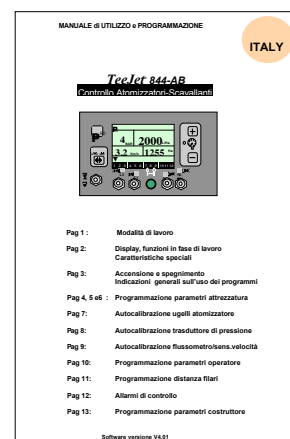 MANUALE di UTILIZZO e PROGRAMMAZIONE
ITALY
TeeJet 844-AB
Controllo Atomizzatori-Scavallanti
P
4 2000
3.2 1255
Pag 1 : Modalità di lavoro
Pag 2: Display, funzioni in fase di lavoro
Caratteristiche speciali
Pag 3: Accensione e spegnimento
Indicazioni generali sull'uso dei programmi
Pag 4, 5 e6 : Programmazione parametri attrezzatura
Pag 7: Autocalibrazione ugelli atomizzatore
Pag 8: Autocalibrazione trasduttore di pressione
Pag 9: Autocalibrazione flussometro/sens.velocità
Pag 10: Programmazione parametri operatore
Pag 11: Programmazione distanza filari
Pag 12: Allarmi di controllo
Pag 13: Programmazione parametri costruttore
Software versione V4.01